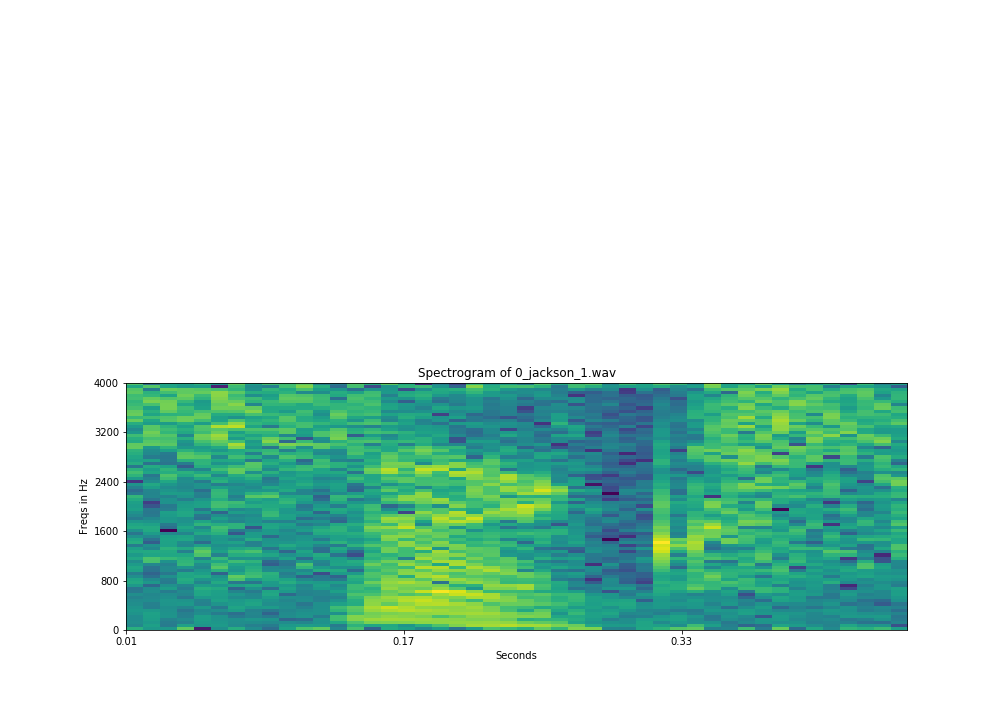 Spectrogram of 0_jackson_1.wav
4000
3200
2400
1600
800
0
Freqs in Hz
0.01 0.17 0.33
Seconds